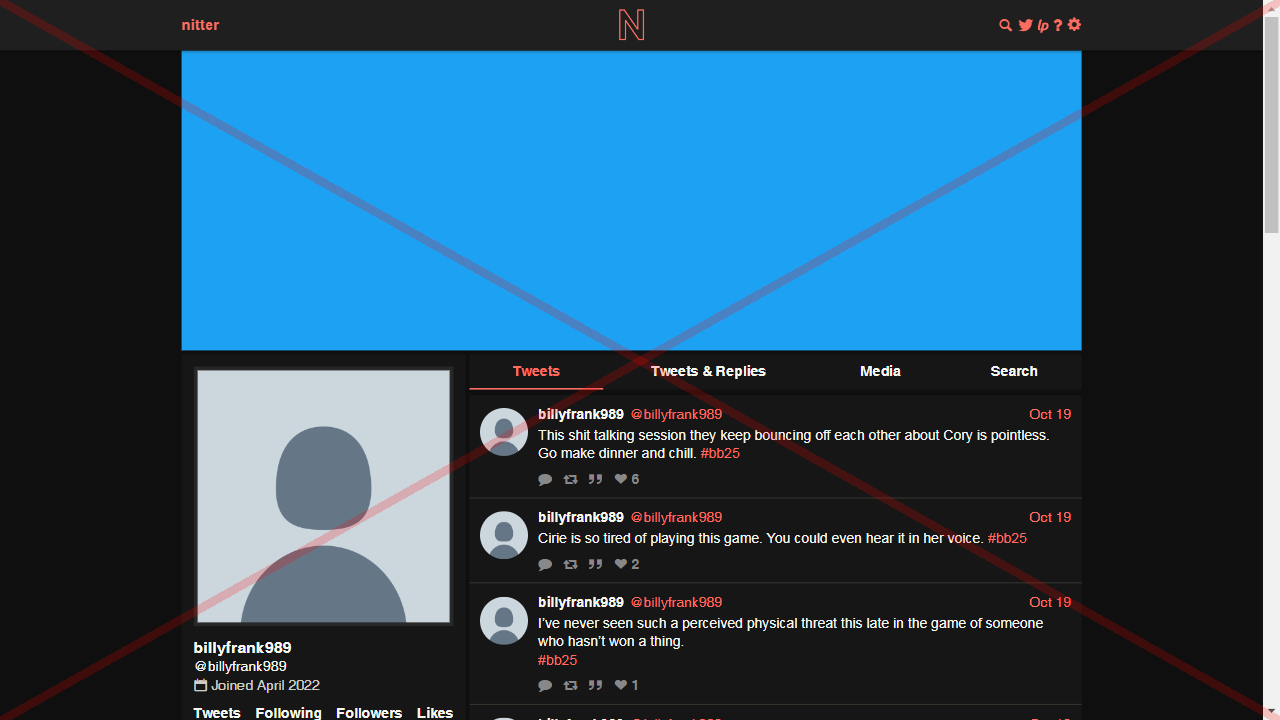 nitter
N
lp ?
Tweets
Tweets & Replies
Media
Search
billyfrank989 @billyfrank989 Oct 19
This shit talking session they keep bouncing off each other about Cory is pointless.
Go make dinner and chill. #bb25
6
billyfrank989 @billyfrank989 Oct 19
Cirie is so tired of playing this game. You could even hear it in her voice. #bb25
2
billyfrank989 @billyfrank989 Oct 19
I've never seen such a perceived physical threat this late in the game of someone
who hasn't won a thing.
#bb25
1
billyfrank989
@billyfrank989
Joined April 2022
Tweets Following Followers Likes